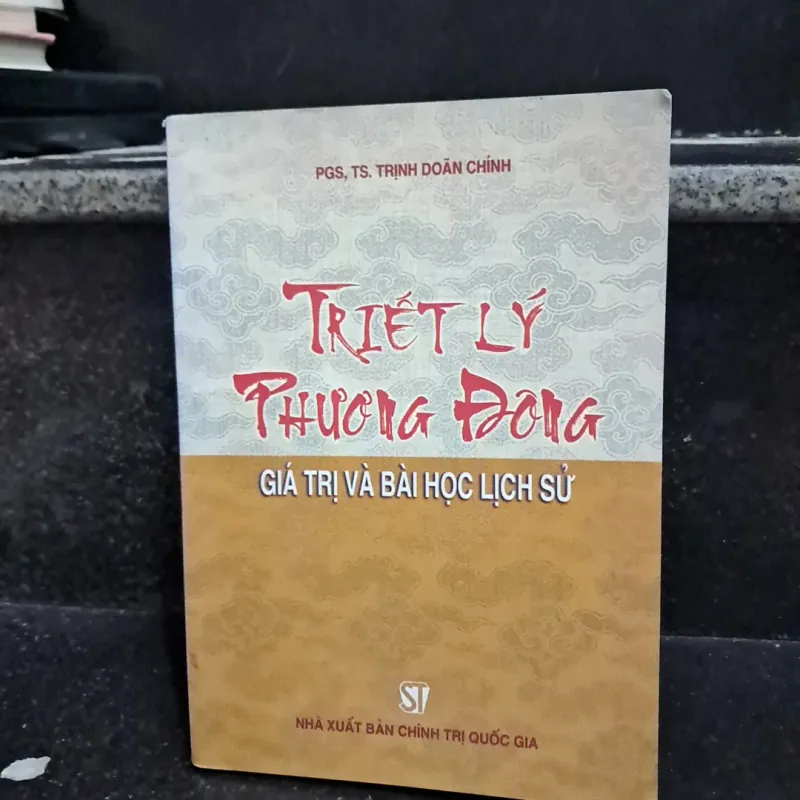 PGS, TS. TRỊNH DOÃN CHÍNH
TRIẾT LÝ
PHƯƠNG ĐÔNG
GIÁ TRỊ VÀ BÀI HỌC LỊCH SỬ
ST
NHÀ XUẤT BẢN CHÍNH TRỊ QUỐC GIA